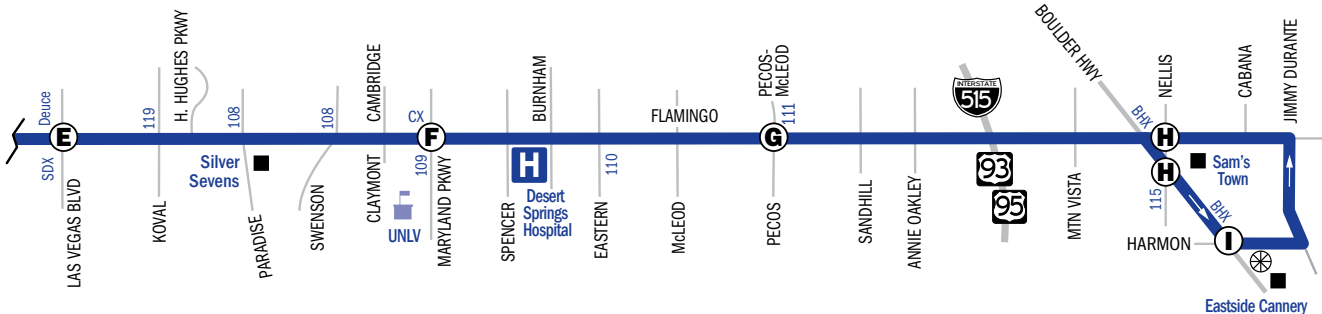 E
Deuce
SDX
LAS VEGAS BLVD
119
KOVAL
H. HUGHES PKWY
108
Silver
Sevens
PARADISE
108
SWENSON
CAMBRIDGE
CLAYMONT
UNLV
CX
F
109
MARYLAND PKWY
SPENCER
BURNHAM
H
Desert
Springs
Hospital
110
EASTERN
FLAMINGO
McLEOD
PECOS-
McLEOD
111
G
PECOS
SANDHILL
ANNIE OAKLEY
INTERSTATE
515
93
95
MTN VISTA
BOULDER HWY
BHX
NELLIS
H
H
115
Sam's
Town
CABANA
JIMMY DURANTE
BHX
HARMON
I
Eastside Cannery